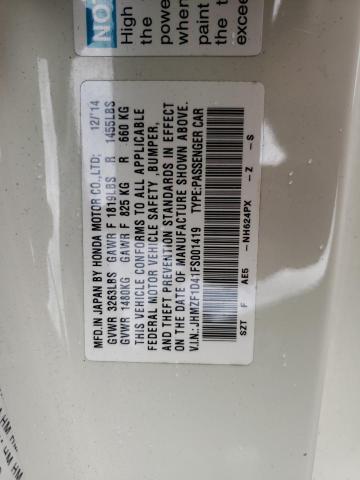 NOT
High
the powe
when
paint the t
excee
MFD.IN JAPAN BY HONDA MOTOR CO.,LTD; 12/'14
GVWR 3263LBS GAWR F 1819LBS R 1455LBS
GVWR 1480KG GAWR F 825 KG R 660 KG
THIS VEHICLE CONFORMS TO ALL APPLICABLE
FEDERAL MOTOR VEHICLE SAFETY ,BUMPER,
AND THEFT PREVENTION STANDARDS IN EFFECT
ON THE DATE OF MANUFACTURE SHOWN ABOVE.
V.I.N.:JHMZF1D41FS001419 TYPE:PASSENGER CAR
SZT F AE5 -NH624PX -Z -S